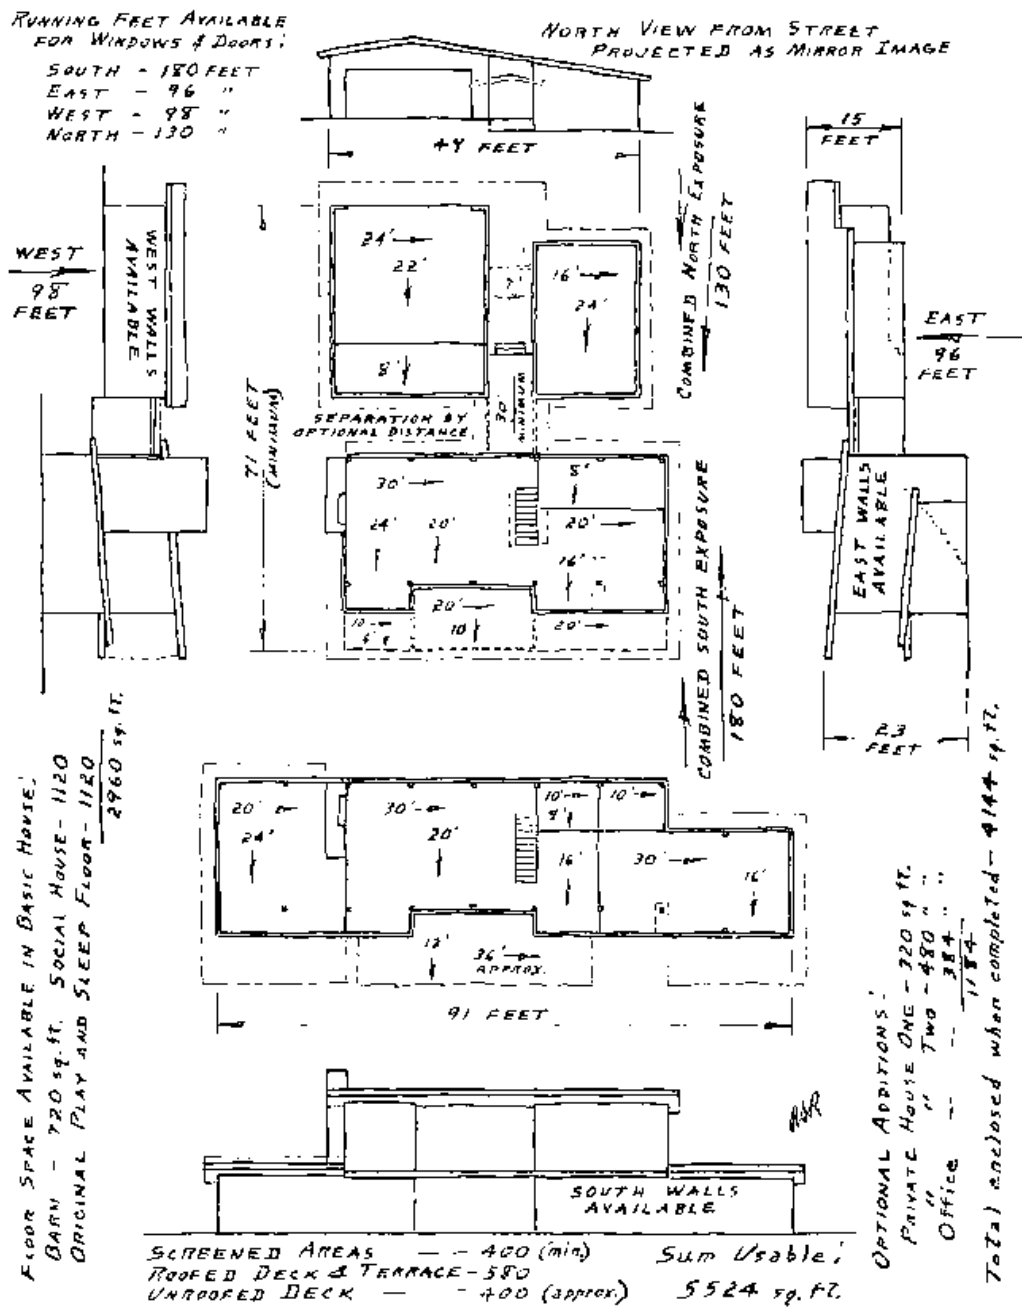 RUNNING FEET AVAILABLE
FOR WINDOWS & DOORS:
SOUTH - 180 FEET
EAST - 96 "
WEST - 98 "
NORTH - 130 "
NORTH VIEW FROM STREET
PROJECTED AS MIRROR IMAGE
49 FEET
15
FEET
WEST
98
FEET
WEST WALLS
AVAILABLE
24'
22'
8'
7'
16'
24'
COMBINED NORTH EXPOSURE
130 FEET
EAST
96
FEET
71 FEET
(MINIMUM)
SEPARATION BY
OPTIONAL DISTANCE.
30'
MINIMUM
30'
24'
20'
8'
20'
16'
20'
10
10
20'
EAST WALLS
AVAILABLE
COMBINED SOUTH EXPOSURE
180 FEET
23
FEET
20'
24'
30'
20'
10'
10'
8'
16'
30'
16'
12'
36'
APPROX.
91 FEET
FLOOR SPACE AVAILABLE IN BASIC HOUSE:
BARN - 720 sq. ft. SOCIAL HOUSE - 1120
ORIGINAL PLAY AND SLEEP FLOOR - 1120
2960 sq. ft.
OPTIONAL ADDITIONS:
PRIVATE HOUSE ONE - 320 sq ft.
" " TWO - 480 " "
OFFICE -- -- 384 " "
1184
Total enclosed when completed - 4144 sq. ft.
SOUTH WALLS
AVAILABLE
SCREENED AREAS — - 400 (min)
ROOFED DECK & TERRACE - 580
UNROOFED DECK — - 400 (approx.)
Sum Usable:
5524 sq. ft.